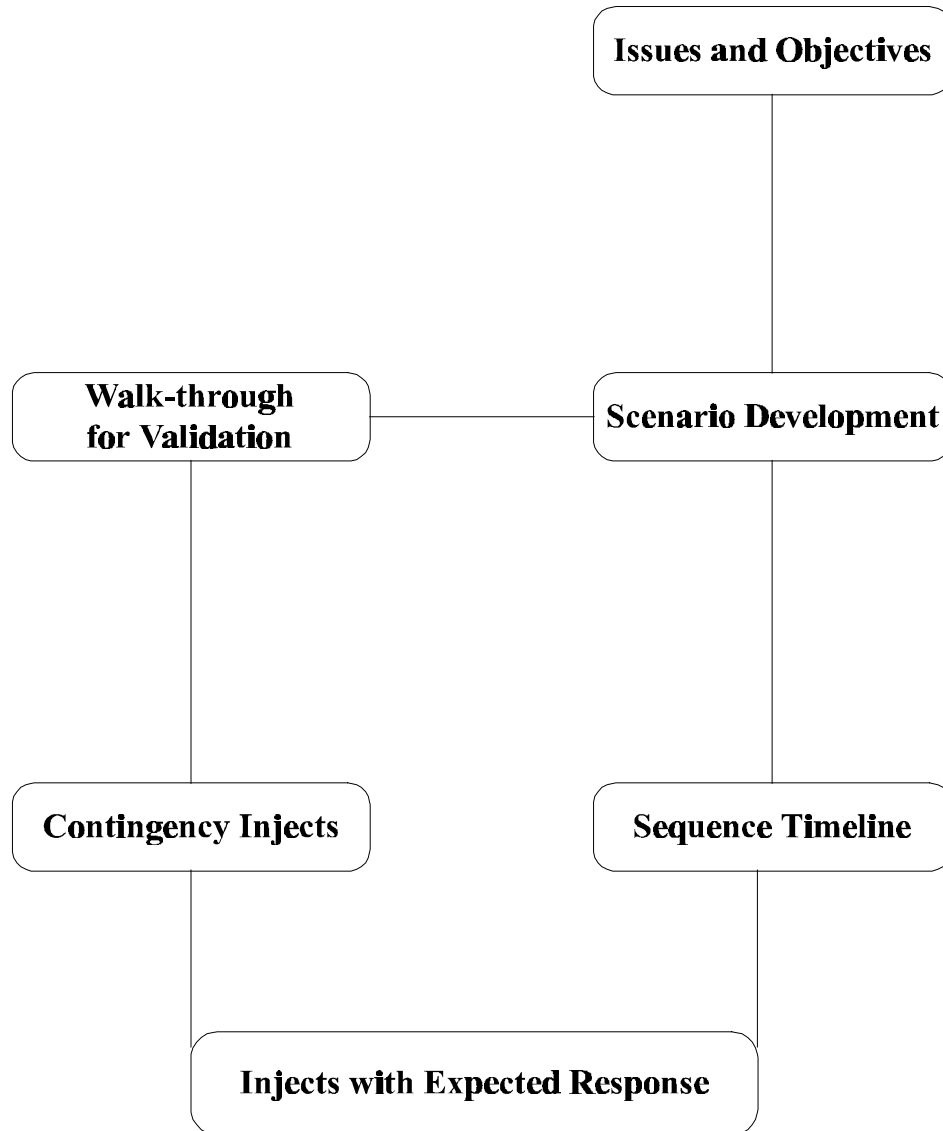 Issues and Objectives
Walk-through
for Validation
Scenario Development
Contingency Injects
Sequence Timeline
Injects with Expected Response